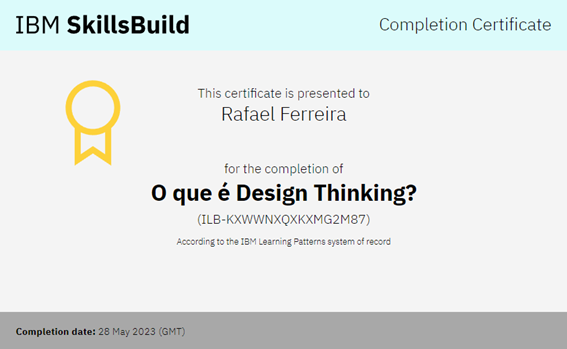 IBM SkillsBuild
Completion Certificate
This certificate is presented to
Rafael Ferreira
for the completion of
O que é Design Thinking?
(ILB-KXWWNXQXKXMG2M87)
According to the IBM Learning Patterns system of record
Completion date: 28 May 2023 (GMT)